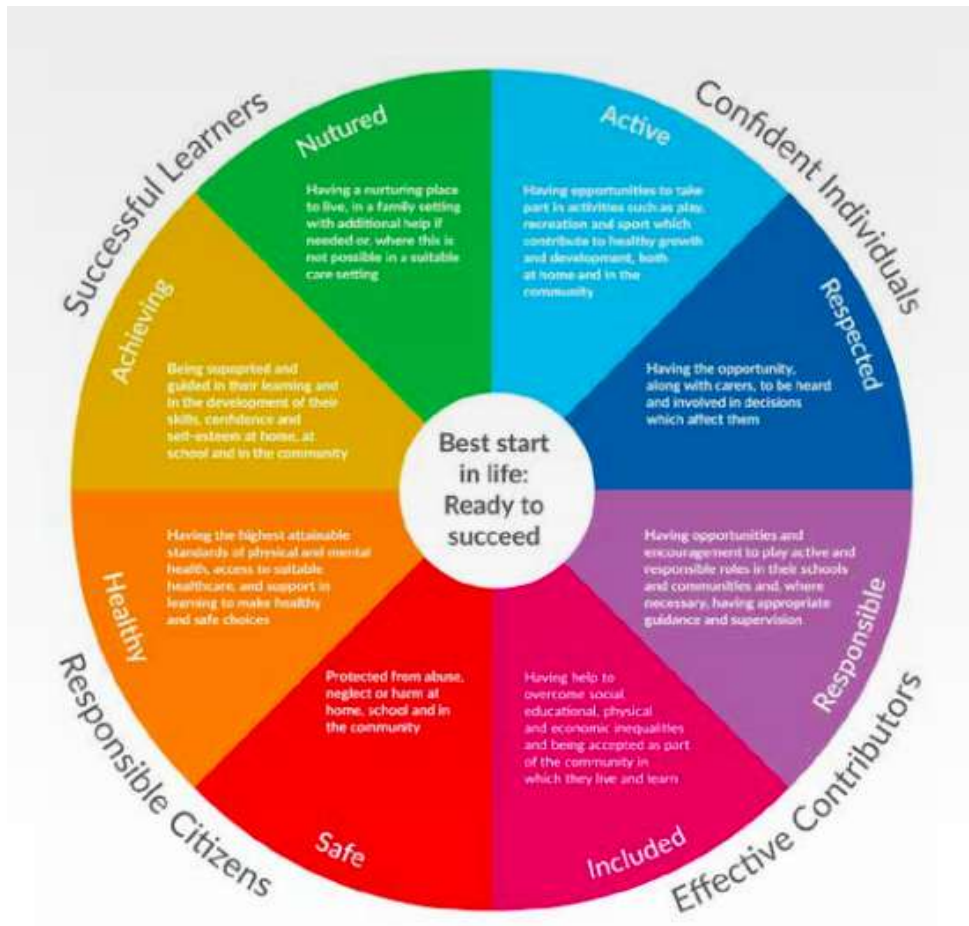 Successful Learners
Confident Individuals
Nutured
Having a nurturing place
to live, in a family setting
with additional help if
needed or, where this is
not possible in a suitable
care setting
Active
Having opportunities to take
part in activities such as play,
recreation and sport which
contribute to healthy growth
and development, both
at home and in the
community
Achieving
Being supoprted and
guided in their learning and
in the development of their
skills, confidence and
self-esteem at home, at
school and in the community
Respected
Having the opportunity,
along with carers, to be heard
and involved in decisions
which affect them
Best start
in life:
Ready to
succeed
Healthy
Having the highest attainable
standards of physical and mental
health, access to suitable
healthcare, and support in
learning to make healthy
and safe choices
Responsible
Having opportunities and
encouragement to play active and
responsible roles in their schools
and communities and, where
necessary, having appropriate
guidance and supervision
Safe
Protected from abuse,
neglect or harm at
home, school and in
the community
Included
Having help to
overcome social,
educational, physical
and economic inequalities
and being accepted as part
of the community in
which they live and learn
Responsible Citizens
Effective Contributors